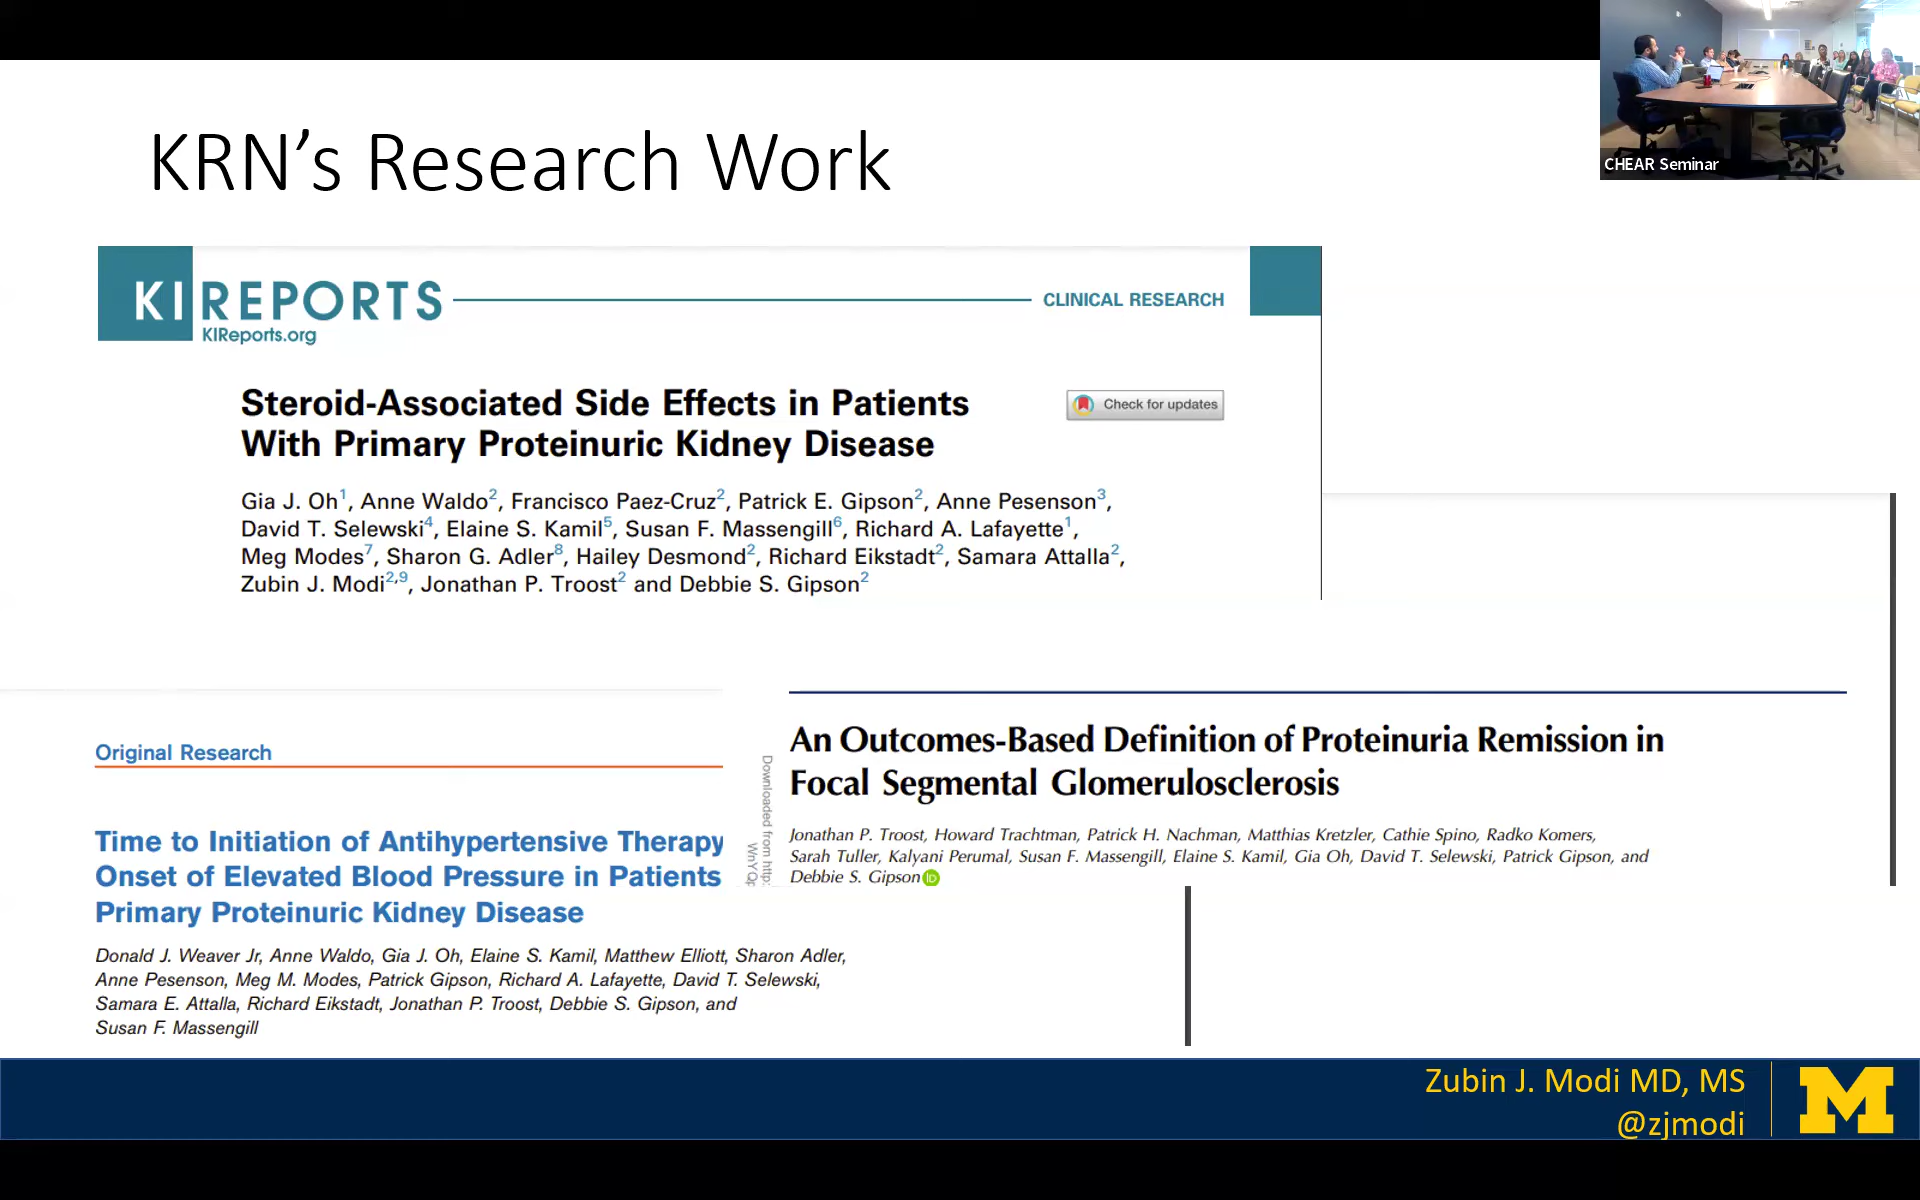 KRN's Research Work
CHEAR Seminar
KI REPORTS
KIReports.org
CLINICAL RESEARCH
Steroid-Associated Side Effects in Patients
With Primary Proteinuric Kidney Disease
Check for updates
Gia J. Oh1, Anne Waldo2, Francisco Paez-Cruz2, Patrick E. Gipson2, Anne Pesenson3,
David T. Selewski4, Elaine S. Kamil5, Susan F. Massengill6, Richard A. Lafayette1,
Meg Modes7, Sharon G. Adler8, Hailey Desmond2, Richard Eikstadt2, Samara Attalla2,
Zubin J. Modi2,9, Jonathan P. Troost2 and Debbie S. Gipson2
Original Research
Time to Initiation of Antihypertensive Therapy
Onset of Elevated Blood Pressure in Patients
Primary Proteinuric Kidney Disease
Donald J. Weaver Jr, Anne Waldo, Gia J. Oh, Elaine S. Kamil, Matthew Elliott, Sharon Adler,
Anne Pesenson, Meg M. Modes, Patrick Gipson, Richard A. Lafayette, David T. Selewski,
Samara E. Attalla, Richard Eikstadt, Jonathan P. Troost, Debbie S. Gipson, and
Susan F. Massengill
Downloaded from http:
An Outcomes-Based Definition of Proteinuria Remission in
Focal Segmental Glomerulosclerosis
Jonathan P. Troost, Howard Trachtman, Patrick H. Nachman, Matthias Kretzler, Cathie Spino, Radko Komers,
Sarah Tuller, Kalyani Perumal, Susan F. Massengill, Elaine S. Kamil, Gia Oh, David T. Selewski, Patrick Gipson, and
Debbie S. Gipson iD
Zubin J. Modi MD, MS
@zjmodi
M